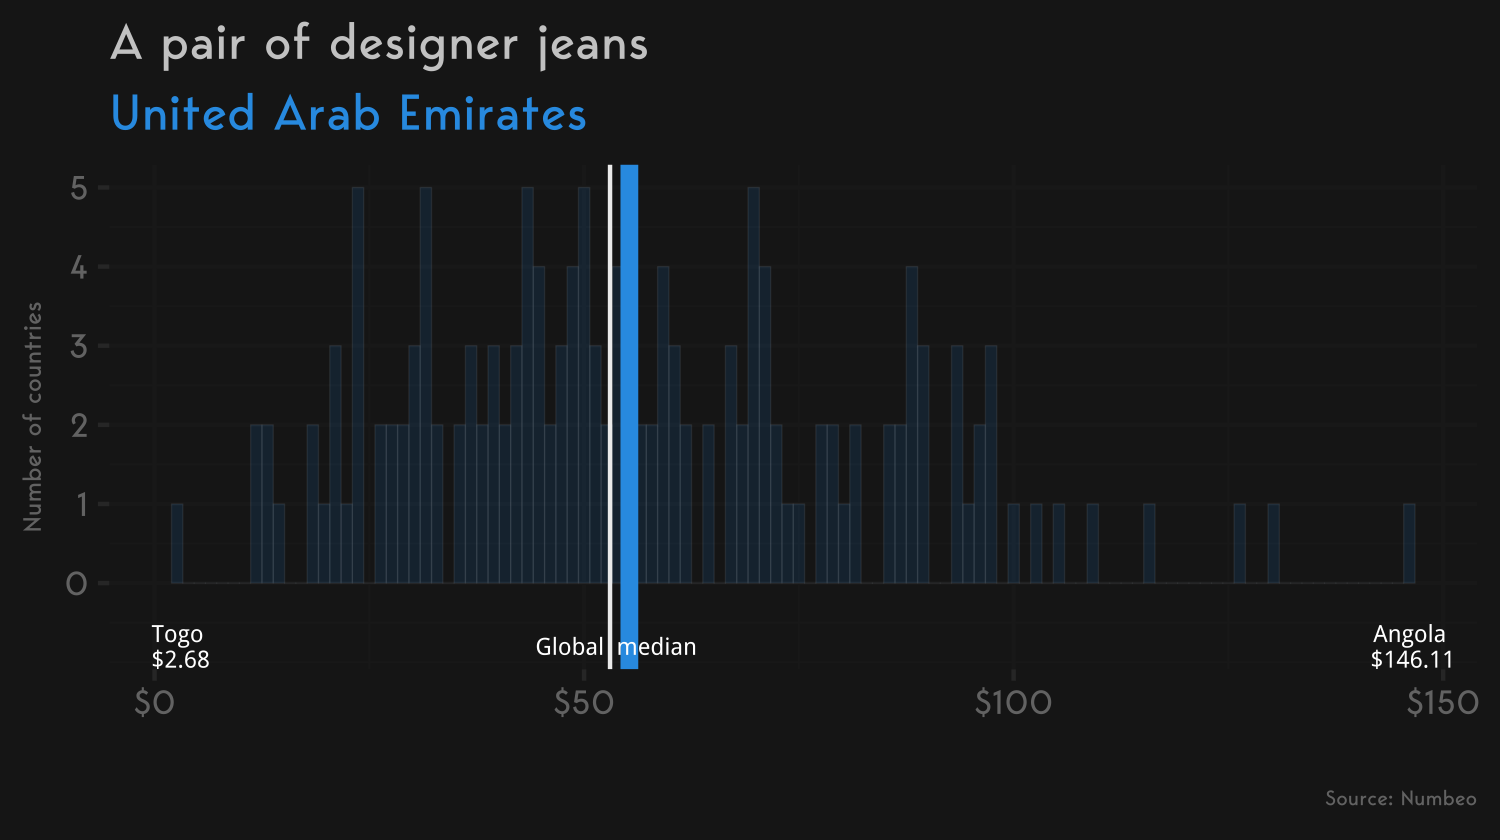 A pair of designer jeans
United Arab Emirates
Number of countries
5
4
3
2
1
0
Togo
$2.68
Global median
Angola
$146.11
$0
$50
$100
$150
Source: Numbeo